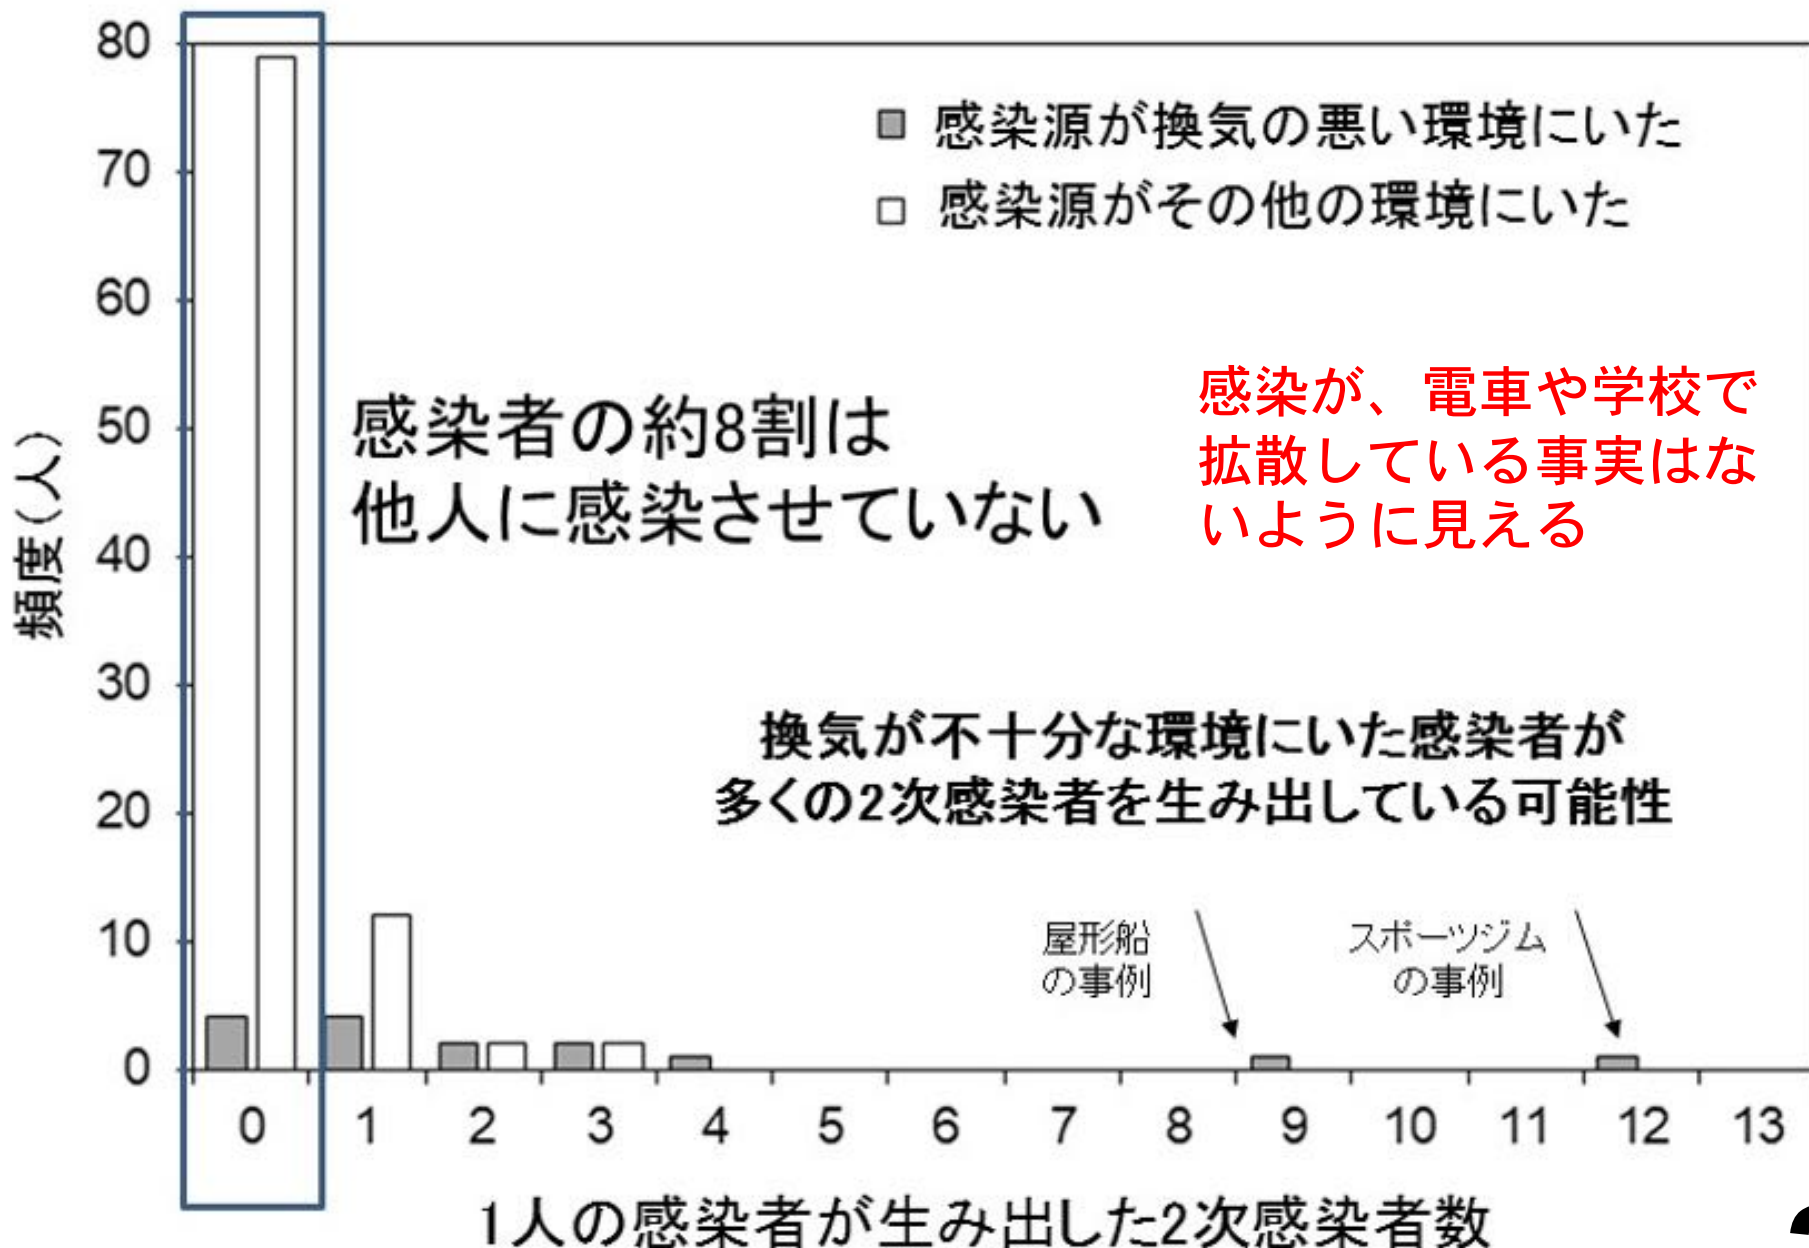 80
70
60
50
40
30
20
10
0
頻度(人)
感染源が換気の悪い環境にいた
感染源がその他の環境にいた
感染者の約8割は
他人に感染させていない
感染が、電車や学校で
拡散している事実はな
いように見える
換気が不十分な環境にいた感染者が
多くの2次感染者を生み出している可能性
屋形船
の事例
スポーツジム
の事例
0 1 2 3 4 5 6 7 8 9 10 11 12 13
1人の感染者が生み出した2次感染者数